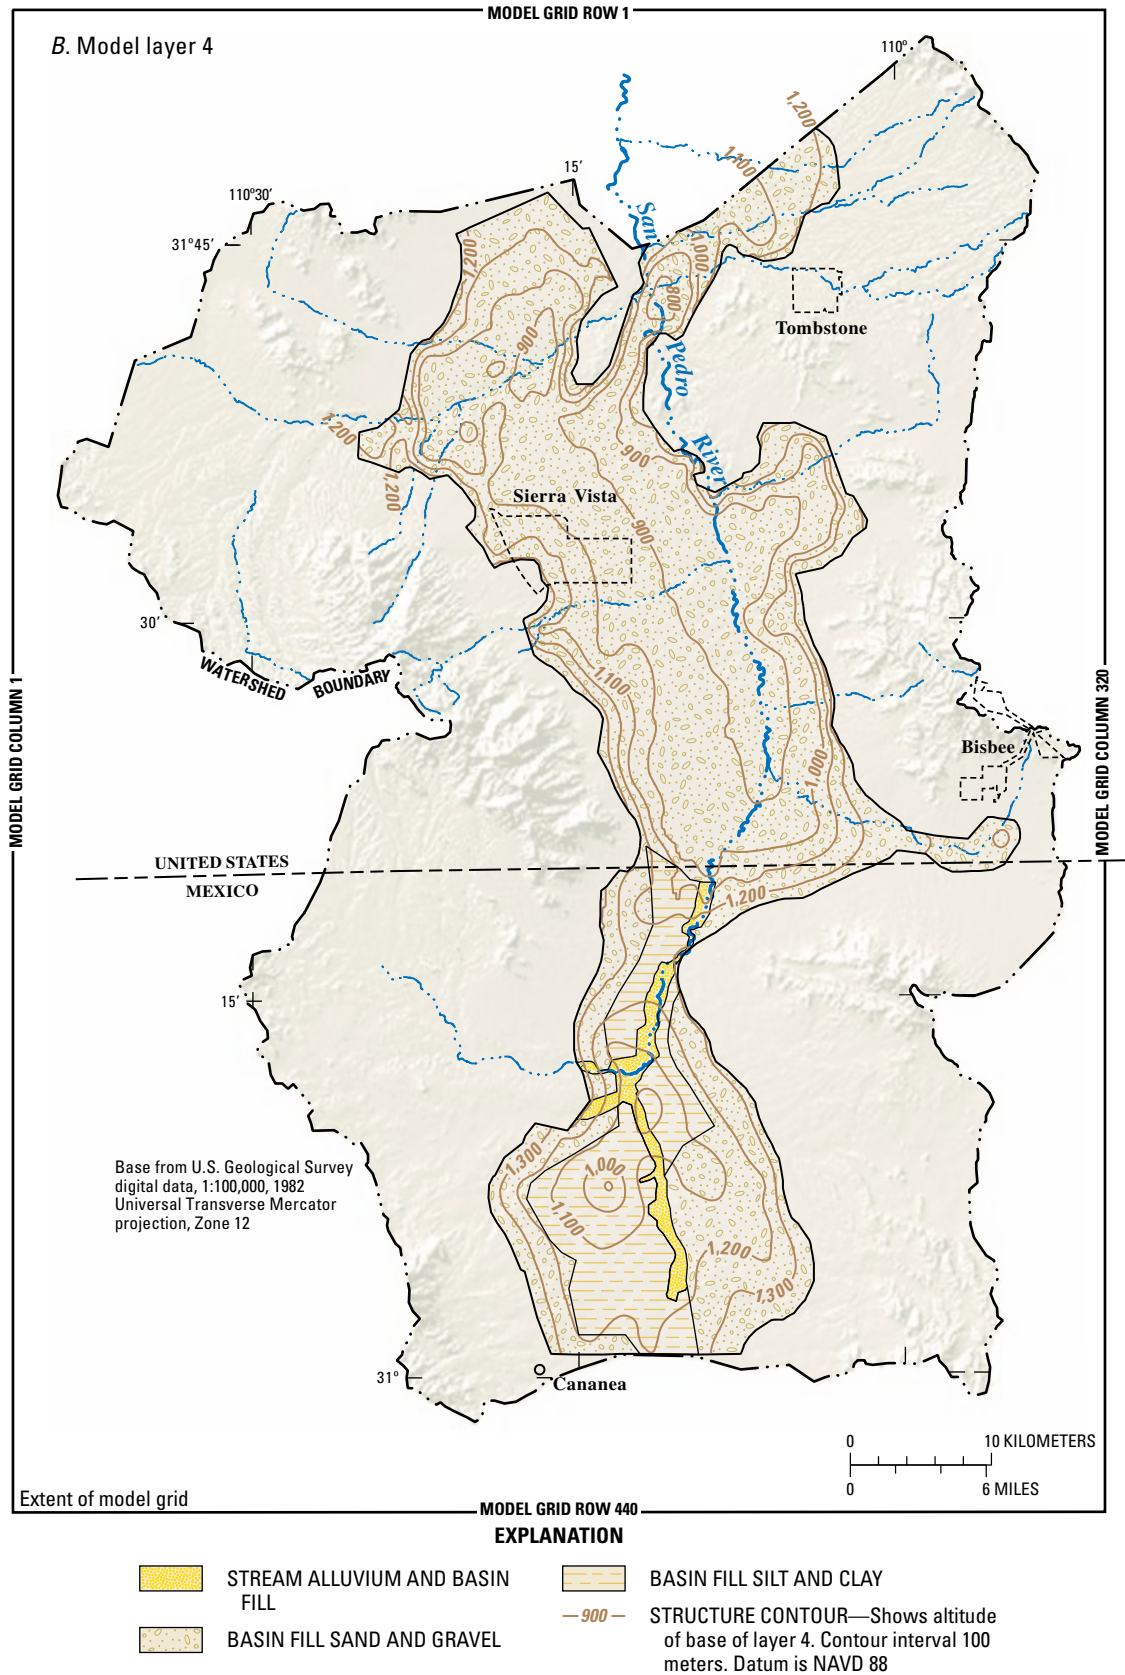 MODEL GRID ROW 1
B. Model layer 4
110°
1,200
1,100
15′
110°30′
San
31°45′
1,200
1,000
800
Tombstone
900
Pedro
1,200
River
900
1,200
Sierra Vista
900
30′
WATERSHED BOUNDARY
1,100
MODEL GRID COLUMN 1
MODEL GRID COLUMN 320
Bisbee
1,000
UNITED STATES
MEXICO
1,200
15′
1,300
1,000
Base from U.S. Geological Survey
digital data, 1:100,000, 1982
Universal Transverse Mercator
projection, Zone 12
1,100
1,200
1,300
31°
Cananea
0 10 KILOMETERS
0 6 MILES
Extent of model grid
MODEL GRID ROW 440
EXPLANATION
STREAM ALLUVIUM AND BASIN
FILL
BASIN FILL SAND AND GRAVEL
BASIN FILL SILT AND CLAY
900
STRUCTURE CONTOUR—Shows altitude
of base of layer 4. Contour interval 100
meters. Datum is NAVD 88